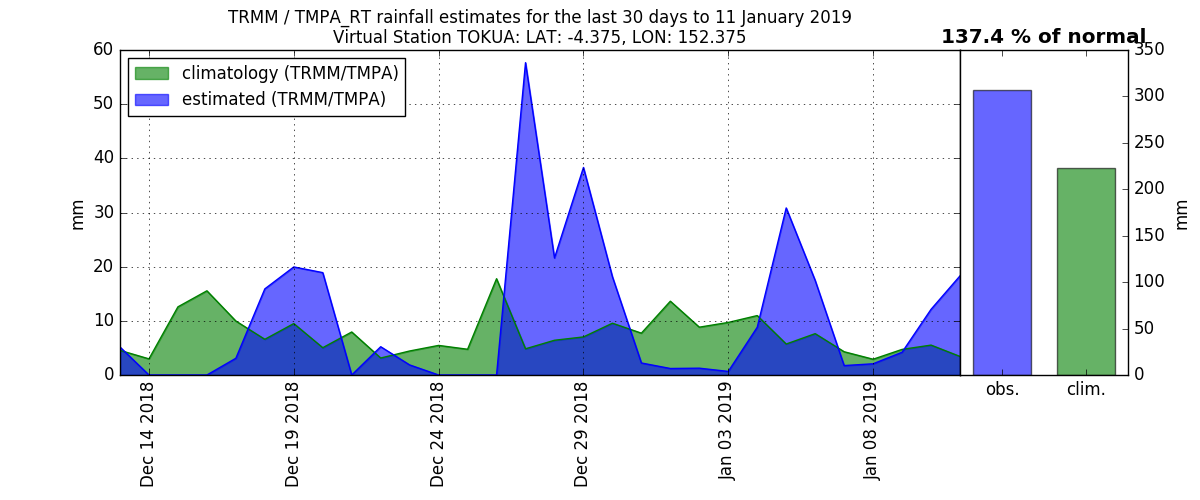 TRMM / TMPA_RT rainfall estimates for the last 30 days to 11 January 2019
Virtual Station TOKUA: LAT: -4.375, LON: 152.375
137.4 % of normal
climatology (TRMM/TMPA)
estimated (TRMM/TMPA)
60
50
40
30
20
10
0
mm
Dec 14 2018
Dec 19 2018
Dec 24 2018
Dec 29 2018
Jan 03 2019
Jan 08 2019
350
300
250
200
150
100
50
0
mm
obs.
clim.